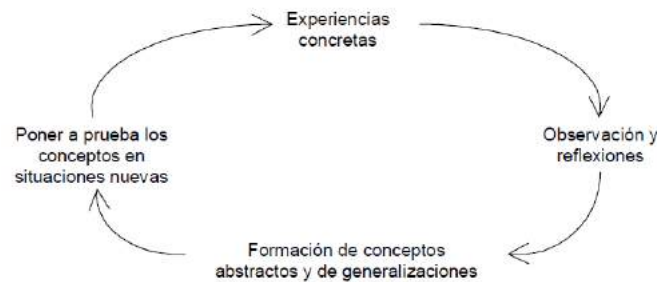 Experiencias
concretas
Observación y
reflexiones
Formación de conceptos
abstractos y de generalizaciones
Poner a prueba los
conceptos en
situaciones nuevas